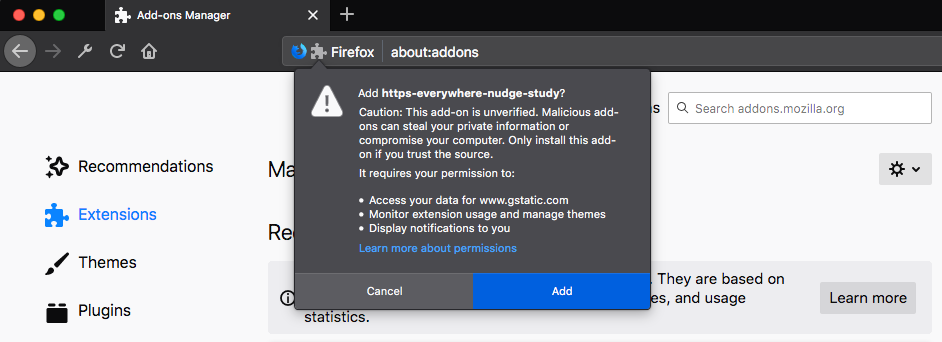 Add-ons Manager
Firefox
about:addons
Add https-everywhere-nudge-study?
Caution: This add-on is unverified. Malicious add-
ons can steal your private information or
compromise your computer. Only install this add-
on if you trust the source.
It requires your permission to:
• Access your data for www.gstatic.com
• Monitor extension usage and manage themes
• Display notifications to you
Learn more about permissions
Cancel
Add
Search addons.mozilla.org
Recommendations
Extensions
Themes
Plugins
. They are based on
, and usage
statistics.
Learn more